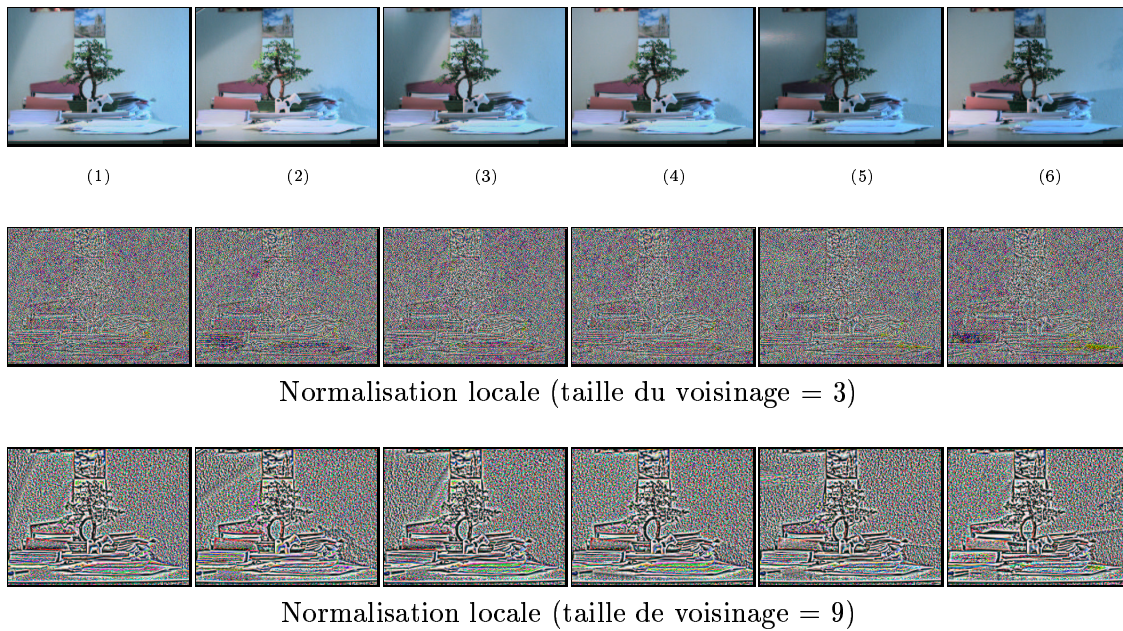 (1) (2) (3) (4) (5) (6)
Normalisation locale (taille du voisinage = 3)
Normalisation locale (taille de voisinage = 9)